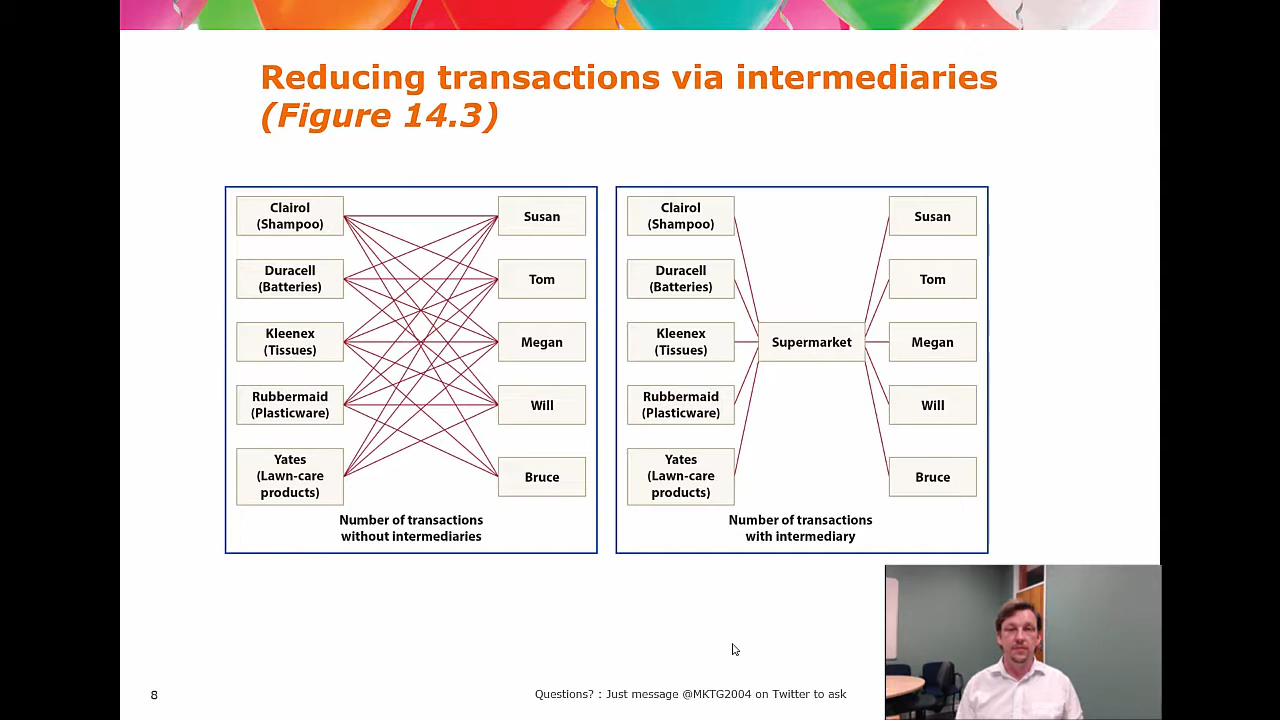 Reducing transactions via intermediaries
(Figure 14.3)
Clairol
(Shampoo)
Duracell
(Batteries)
Kleenex
(Tissues)
Rubbermaid
(Plasticware)
Yates
(Lawn-care
products)
Susan
Tom
Megan
Will
Bruce
Number of transactions
without intermediaries
Clairol
(Shampoo)
Duracell
(Batteries)
Kleenex
(Tissues)
Rubbermaid
(Plasticware)
Yates
(Lawn-care
products)
Supermarket
Susan
Tom
Megan
Will
Bruce
Number of transactions
with intermediary
8
Questions? : Just message @MKTG2004 on Twitter to ask